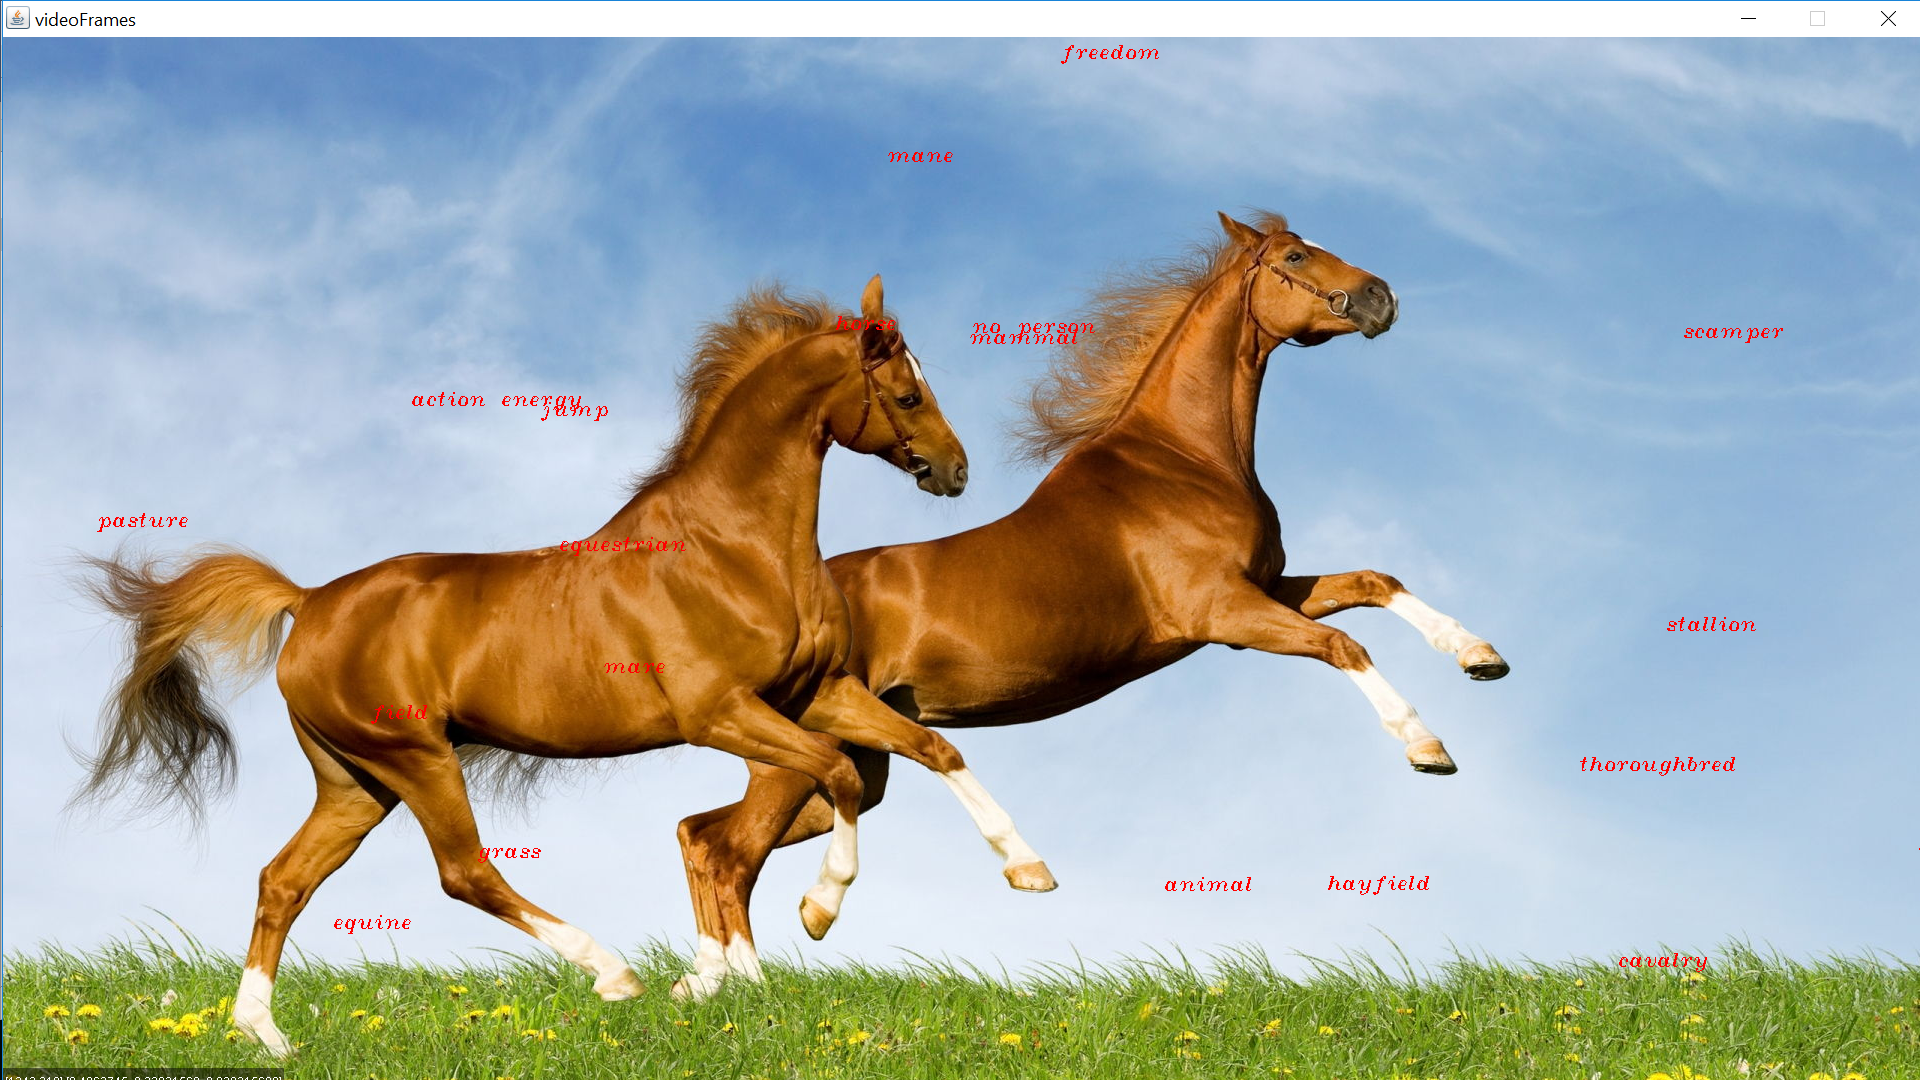 videoFrames
freedom
mane
horse
no person
mammal
scamper
action energy
jump
pasture
equestrian
stallion
mare
field
thoroughbred
grass
animal
hayfield
equine
cavalry